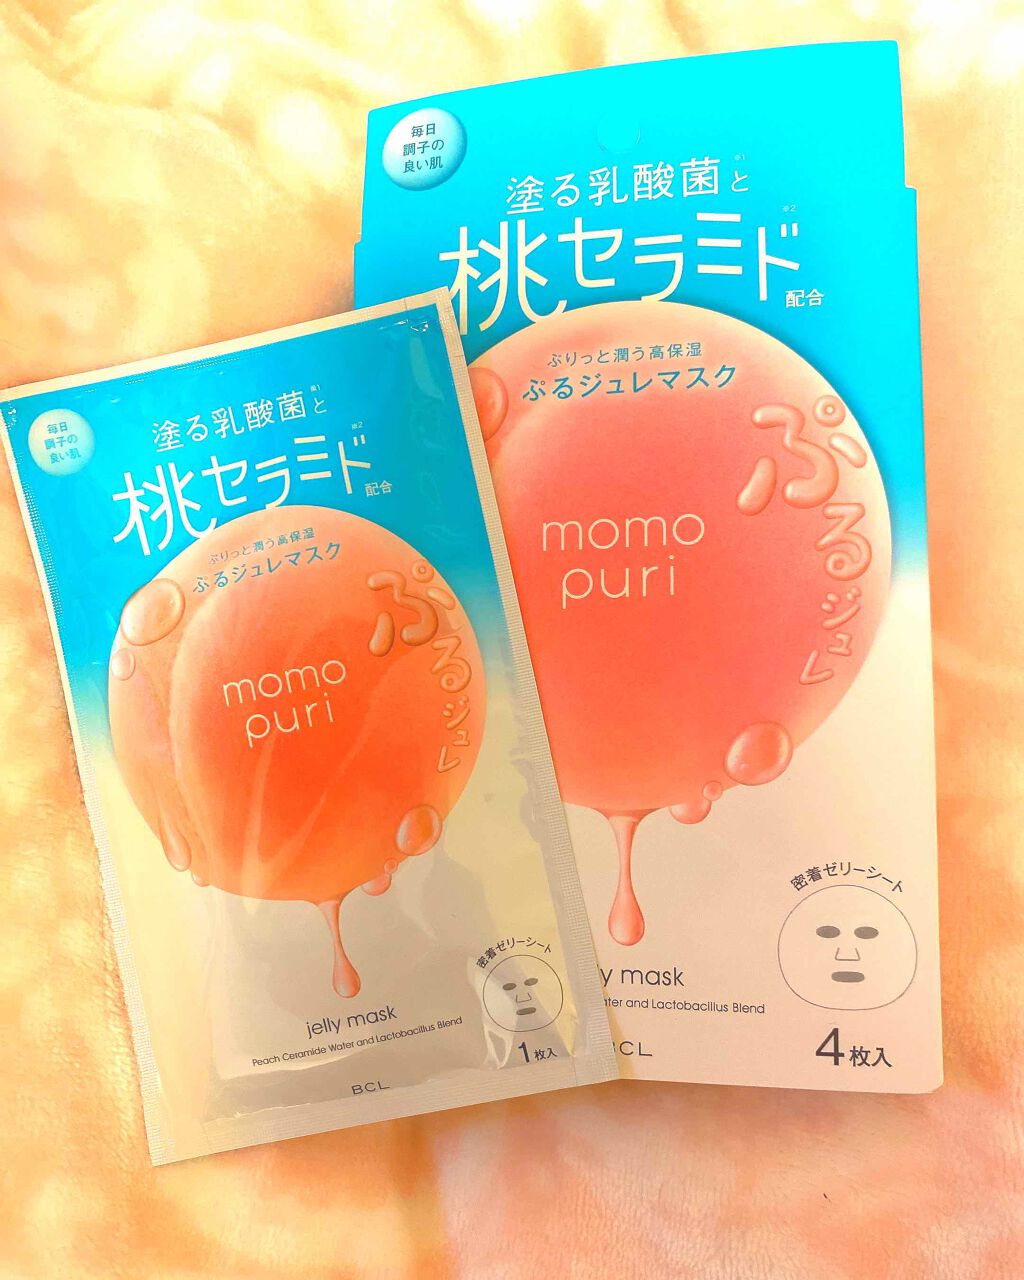 毎日
調子の
良い肌
塗る乳酸菌※1と
桃セラミド※2
配合
ぷりっと潤う高保湿
ぷるジュレマスク
ぷるジュレ
momo
puri
密着ゼリーシート
ly mask
ater and Lactobacillus Blend
BCL
4枚入
毎日
調子の
良い肌
塗る乳酸菌※1と
桃セラミド※2
配合
ぷりっと潤う高保湿
ぷるジュレマスク
ぷるジュレ
momo
puri
密着ゼリーシート
jelly mask
Peach Ceramide Water and Lactobacillus Blend
1枚入
BCL